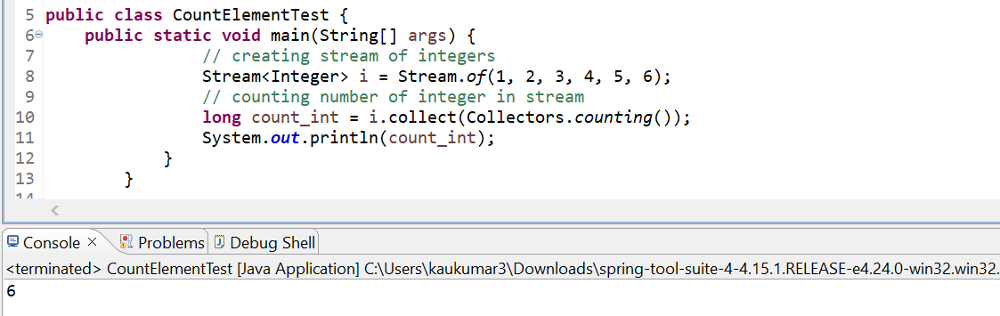 5 public class CountElementTest {
6 public static void main(String[] args) {
7 // creating stream of integers
8 Stream<Integer> i = Stream.of(1, 2, 3, 4, 5, 6);
9 // counting number of integer in stream
10 long count_int = i.collect(Collectors.counting());
11 System.out.println(count_int);
12 }
13 }
14
Console Problems Debug Shell
<terminated> CountElementTest [Java Application] C:\Users\kaukumar3\Downloads\spring-tool-suite-4-4.15.1.RELEASE-e4.24.0-win32.win32.
6